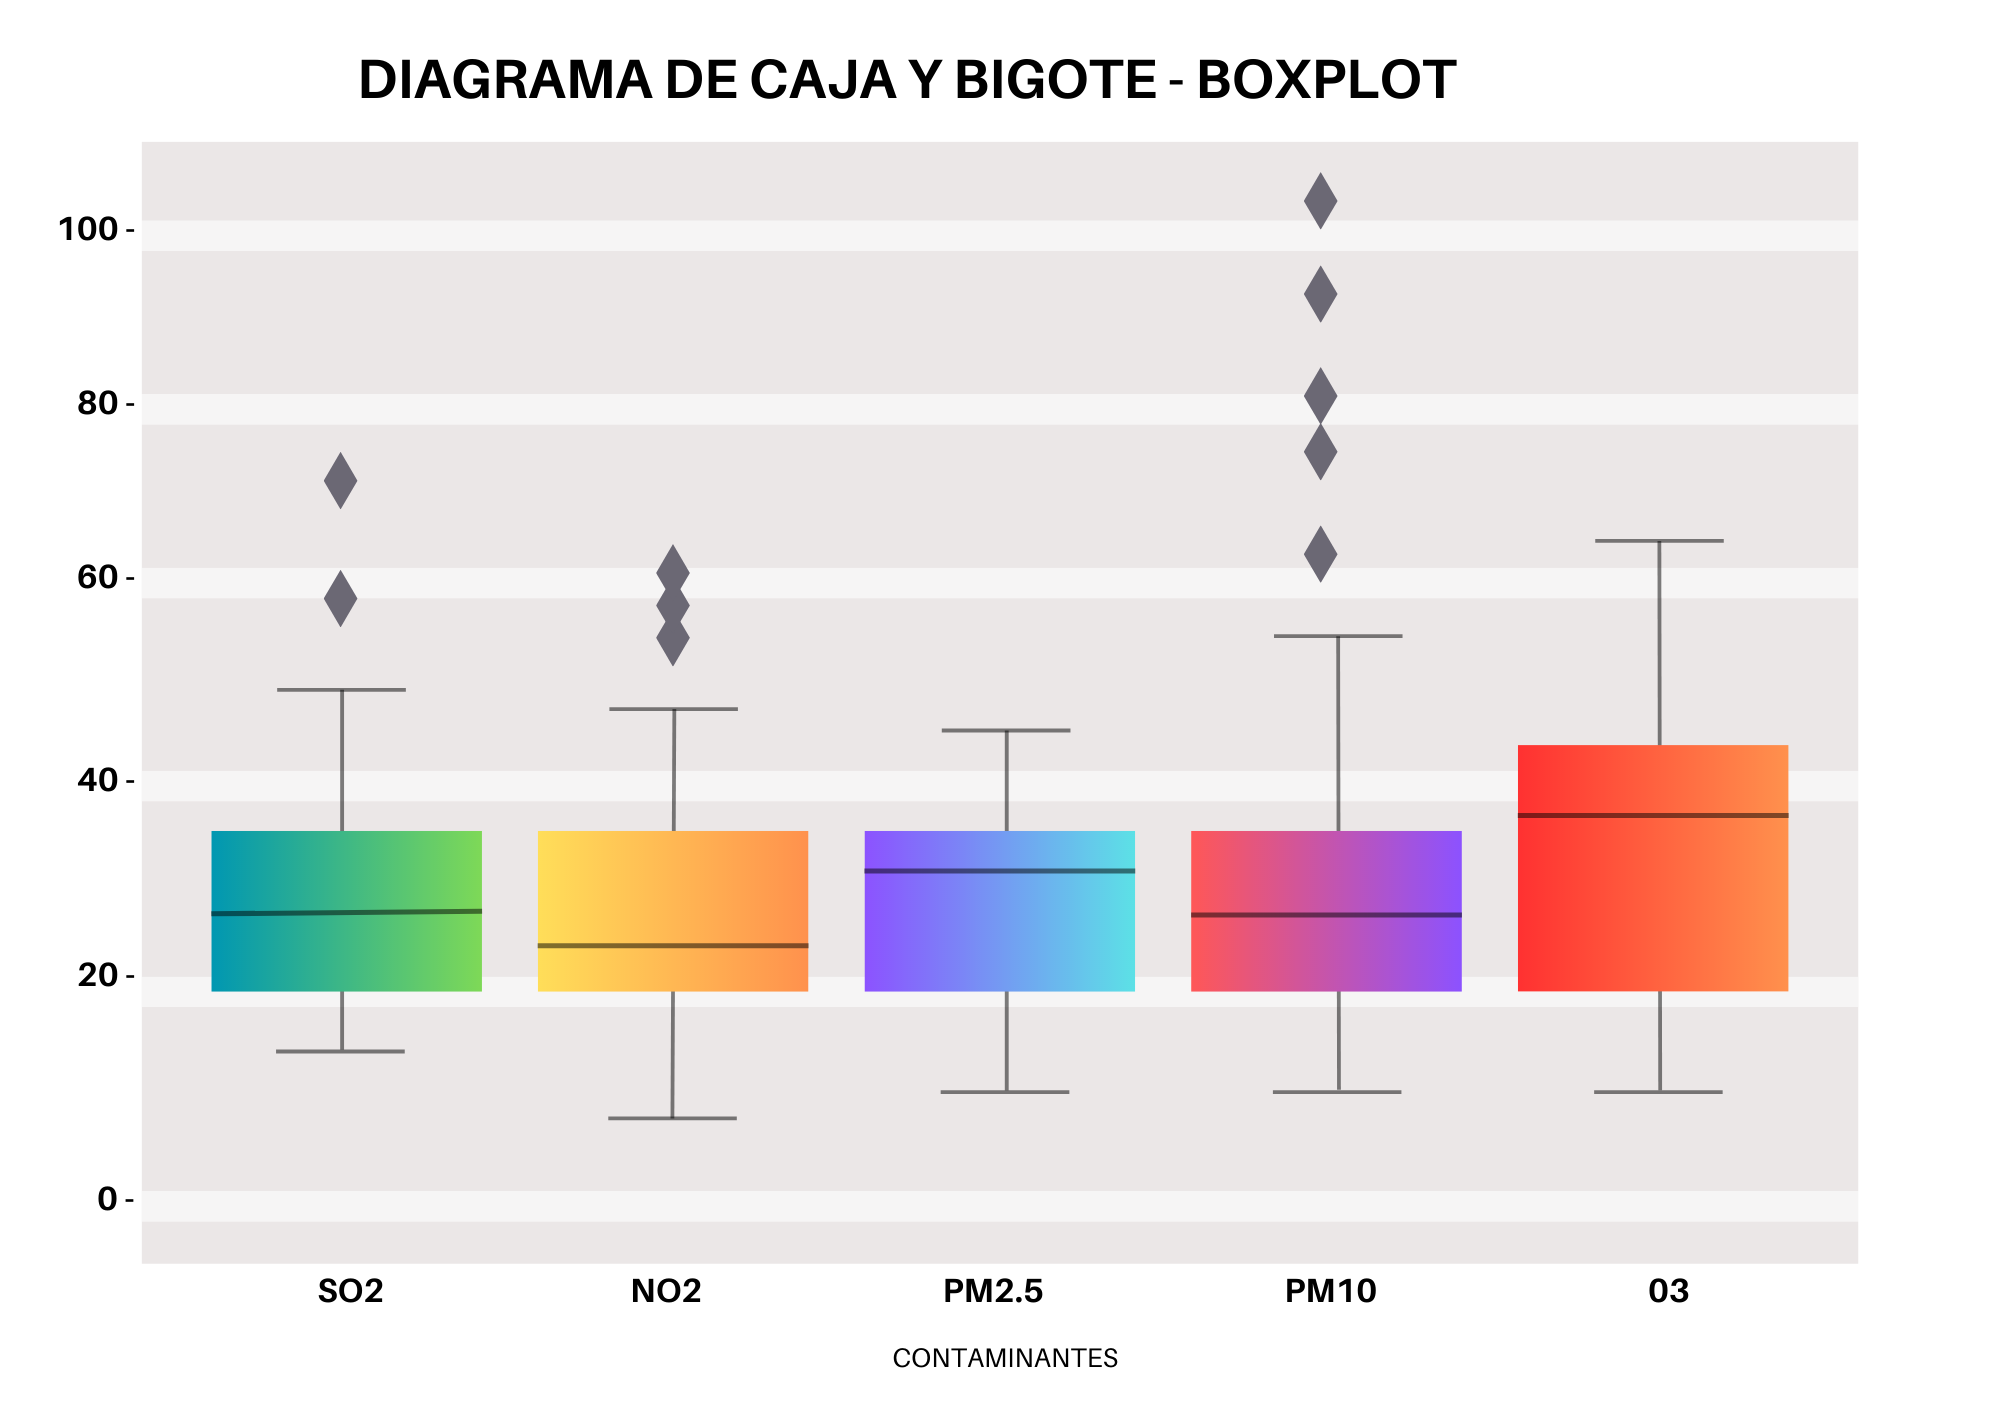 DIAGRAMA DE CAJA Y BIGOTE - BOXPLOT
100 -
80 -
60 -
40 -
20 -
0 -
SO2 NO2 PM2.5 PM10 03
CONTAMINANTES